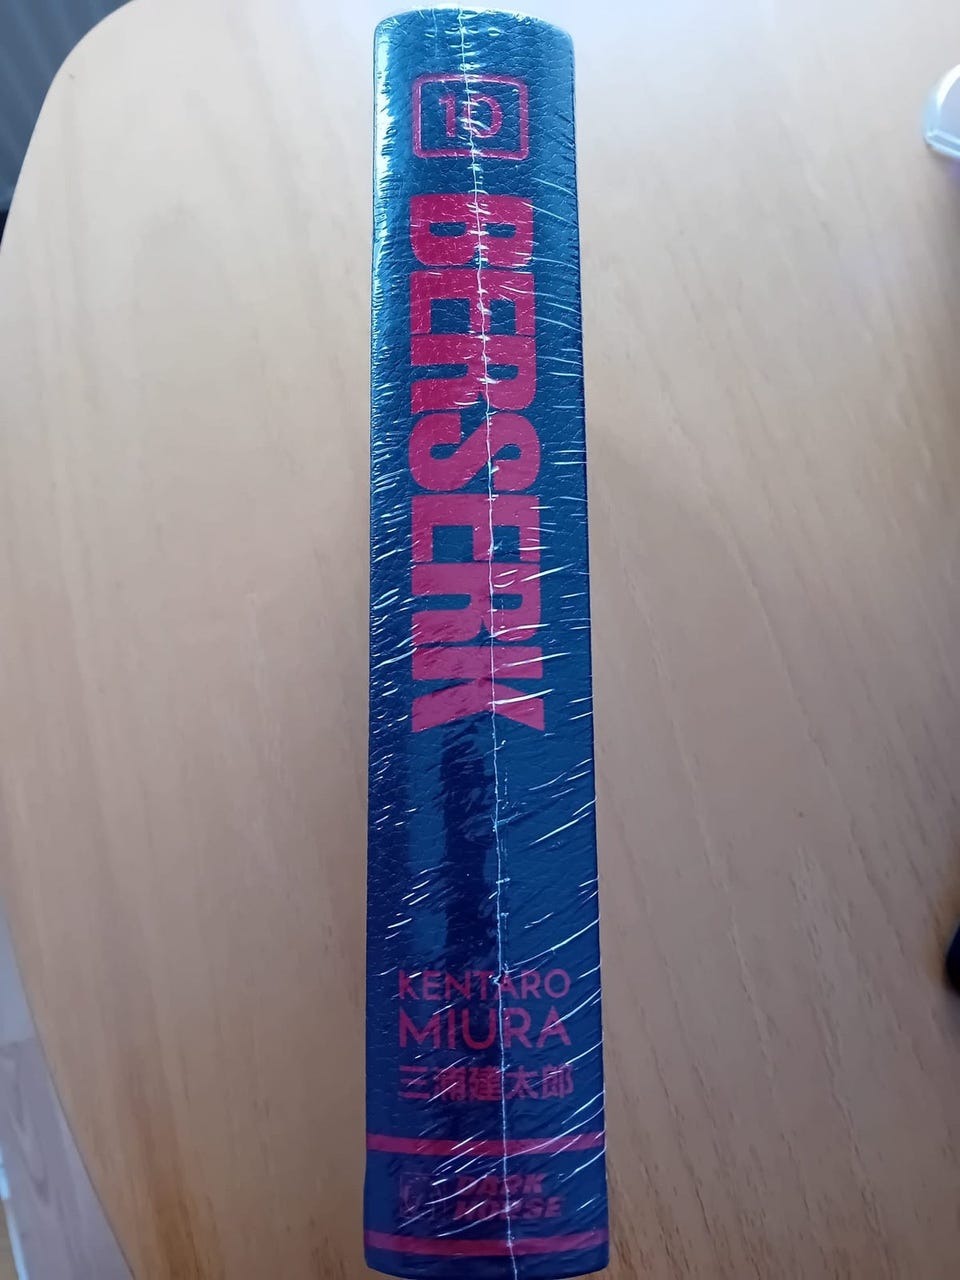 10
BERSERK
KENTARO
MIURA
三浦建太郎
DARK
HORSE